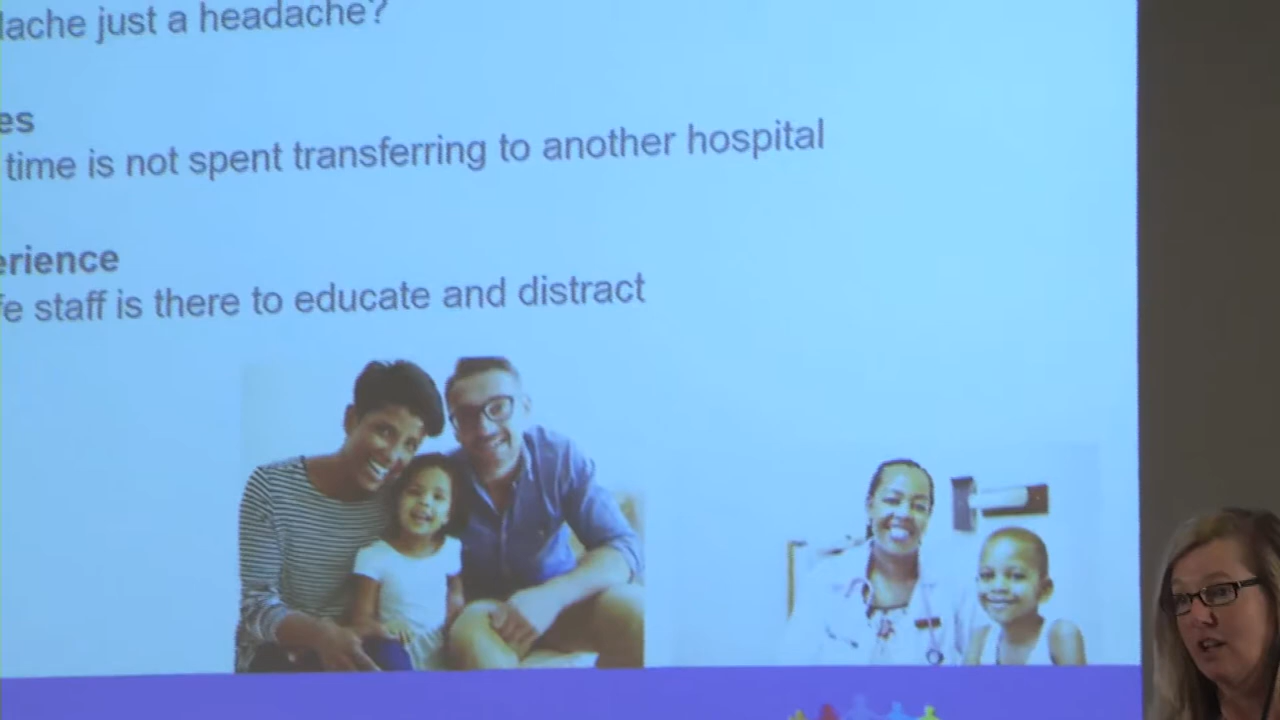 lache just a headache?
es
time is not spent transferring to another hospital
erience
fe staff is there to educate and distract